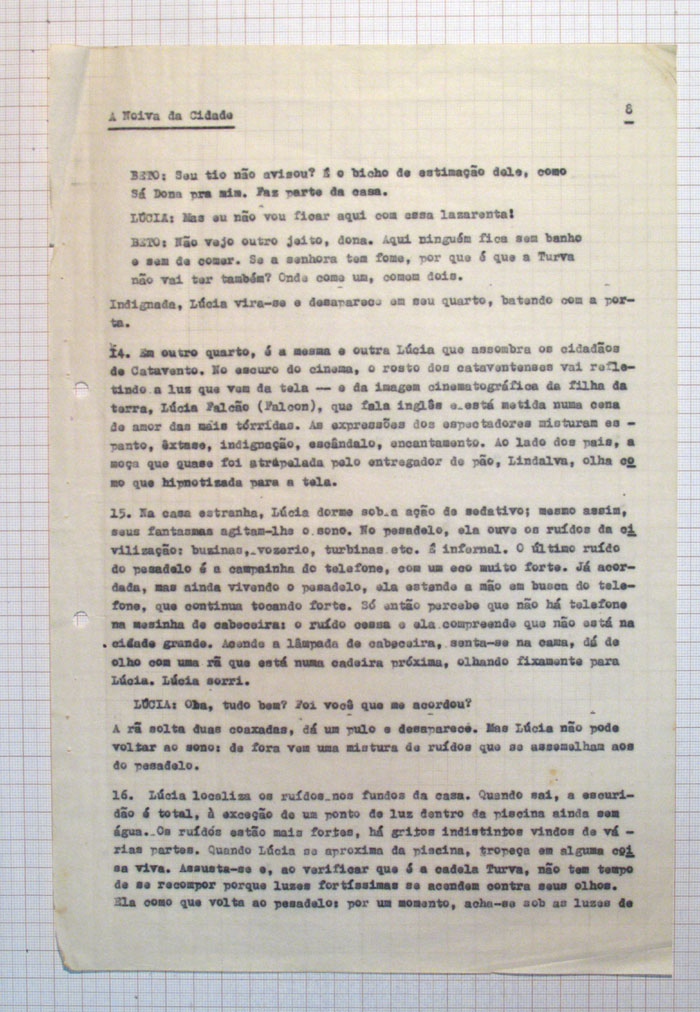 A Noiva da Cidade
8
BETO: Seu tio não avisou? É o bicho de estimação dele, como
Sá Dona pra mim. Faz parte da casa.
LÚCIA: Mas eu não vou ficar aqui com essa lazarenta!
BETO: Não vejo outro jeito, dona. Aqui ninguém fica sem banho
e sem de comer. Se a senhora tem fome, por que é que a Turva
não vai ter também? Onde come um, comem dois.
Indignada, Lúcia vira-se e desaparece em seu quarto, batendo com a por-
ta.
14. Em outro quarto, é a mesma e outra Lúcia que assombra os cidadãos
de Catavento. No escuro do cinema, o rosto dos cataventenses vai refle-
tindo a luz que vem da tela -- e da imagem cinematográfica da filha da
terra, Lúcia Falcão (Falcon), que fala inglês e está metida numa cena
de amor das mais tórridas. As expressões dos espectadores misturam es -
panto, êxtase, indignação, escândalo, encantamento. Ao lado dos pais, a
moça que quase foi atrapelada pelo entregador de pão, Lindalva, olha co
mo que hipnotizada para a tela.
15. Na casa estranha, Lúcia dorme sob a ação de sedativo; mesmo assim,
seus fantasmas agitam-lhe o sono. No pesadelo, ela ouve os ruídos da ci
vilização: buzinas, vozerio, turbinas etc. É infernal. O último ruído
do pesadelo é a campainha do telefone, com um eco muito forte. Já acor-
dada, mas ainda vivendo o pesadelo, ela estende a mão em busca do tele-
fone, que continua tocando forte. Só então percebe que não há telefone
na mesinha de cabeceira: o ruído cessa e ela compreende que não está na
cidade grande. Acende a lâmpada de cabeceira, senta-se na cama, dá de
olho com uma rã que está numa cadeira próxima, olhando fixamente para
Lúcia. Lúcia sorri.
LÚCIA: Oba, tudo bem? Foi você que me acordou?
A rã solta duas coaxadas, dá um pulo e desaparece. Mas Lúcia não pode
voltar ao sono: de fora vem uma mistura de ruídos que se assemelham aos
do pesadelo.
16. Lúcia localiza os ruídos nos fundos da casa. Quando sai, a escuri-
dão é total, à exceção de um ponto de luz dentro da piscina ainda sem
água. Os ruídos estão mais fortes, há gritos indistintos vindos de vá -
rias partes. Quando Lúcia se aproxima da piscina, tropeça em alguma coi
sa viva. Assusta-se e, ao verificar que é a cadela Turva, não tem tempo
de se recompor porque luzes fortíssimas se acendem contra seus olhos.
Ela como que volta ao pesadelo: por um momento, acha-se sob as luzes de